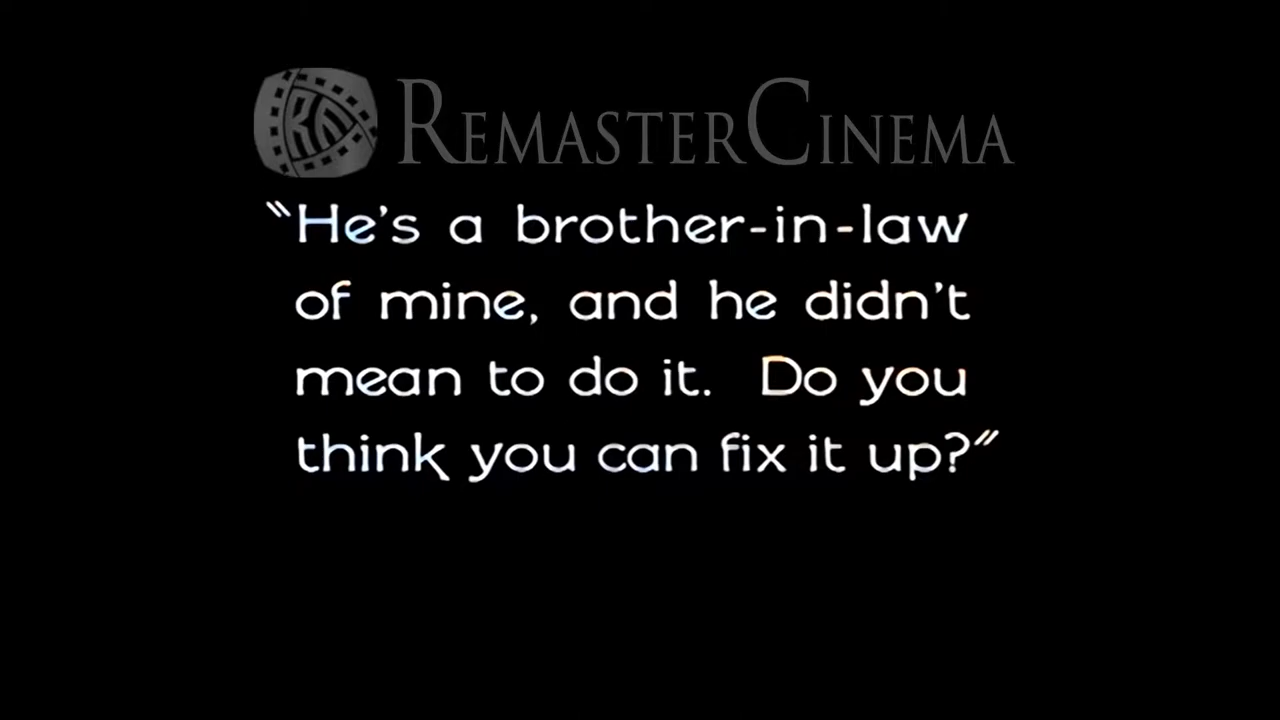 REMASTERCINEMA
"He's a brother-in-law
of mine, and he didn't
mean to do it. Do you
think you can fix it up?"